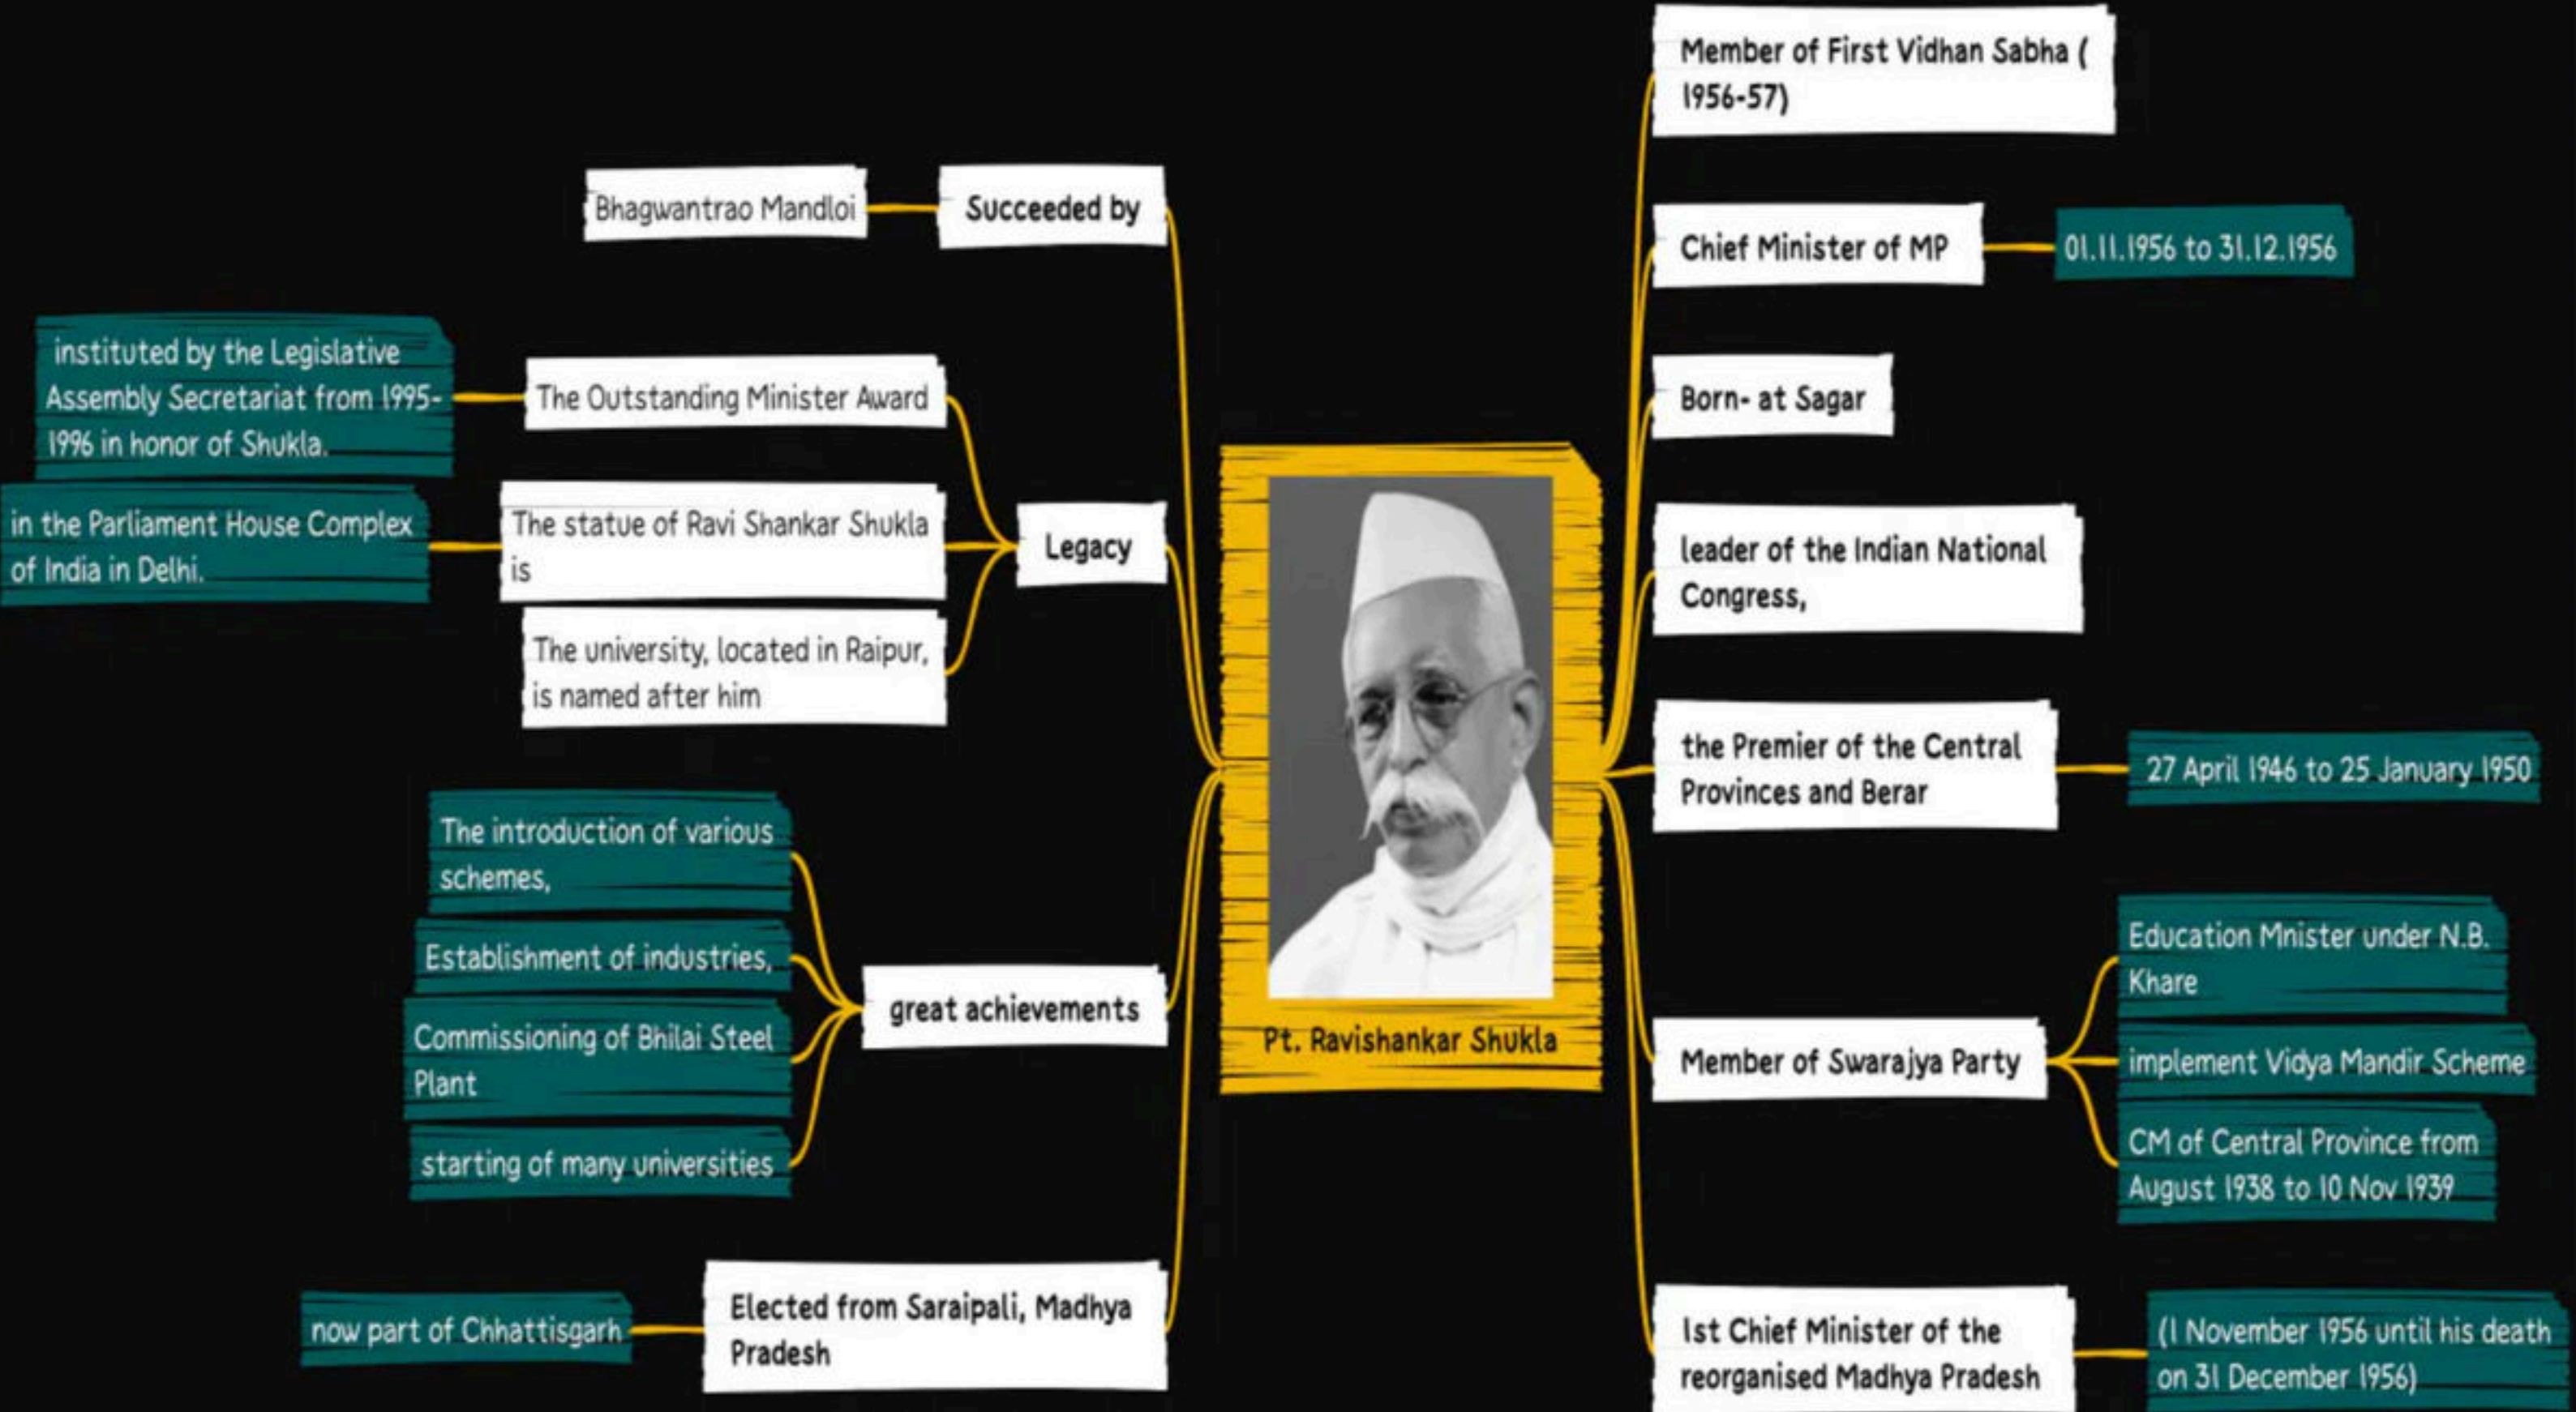 Member of First Vidhan Sabha (
1956-57)
Bhagwantrao Mandloi
Succeeded by
Chief Minister of MP
01.11.1956 to 31.12.1956
instituted by the Legislative
Assembly Secretariat from 1995-
1996 in honor of Shukla.
The Outstanding Minister Award
Born- at Sagar
in the Parliament House Complex
of India in Delhi.
The statue of Ravi Shankar Shukla
is
Legacy
leader of the Indian National
Congress,
The university, located in Raipur,
is named after him
the Premier of the Central
Provinces and Berar
27 April 1946 to 25 January 1950
The introduction of various
schemes,
Establishment of industries,
Commissioning of Bhilai Steel
Plant
starting of many universities
great achievements
Pt. Ravishankar Shukla
Member of Swarajya Party
Education Mnister under N.B.
Khare
implement Vidya Mandir Scheme
CM of Central Province from
August 1938 to 10 Nov 1939
now part of Chhattisgarh
Elected from Saraipali, Madhya
Pradesh
1st Chief Minister of the
reorganised Madhya Pradesh
(1 November 1956 until his death
on 31 December 1956)